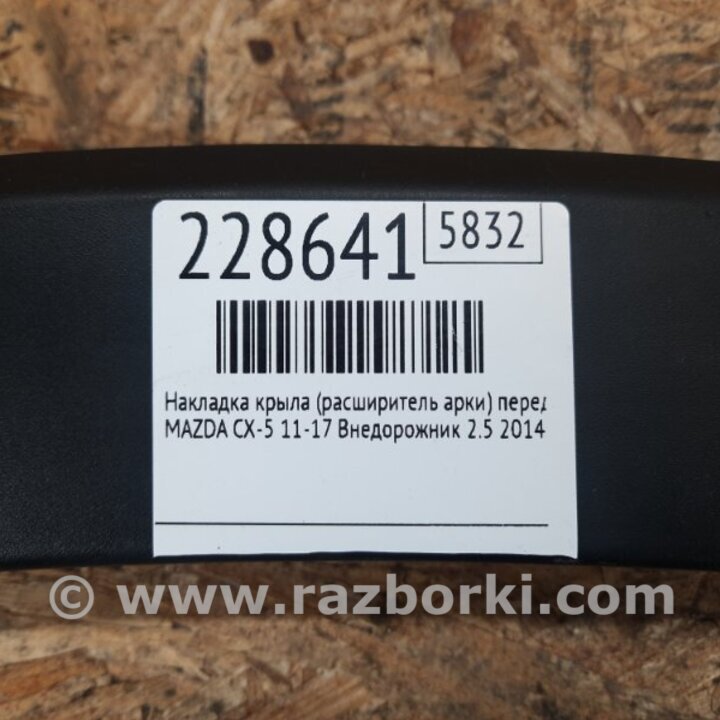 228641
5832
Накладка крыла (расширитель арки) перед
MAZDA CX-5 11-17 Внедорожник 2.5 2014
© www.razborki.com